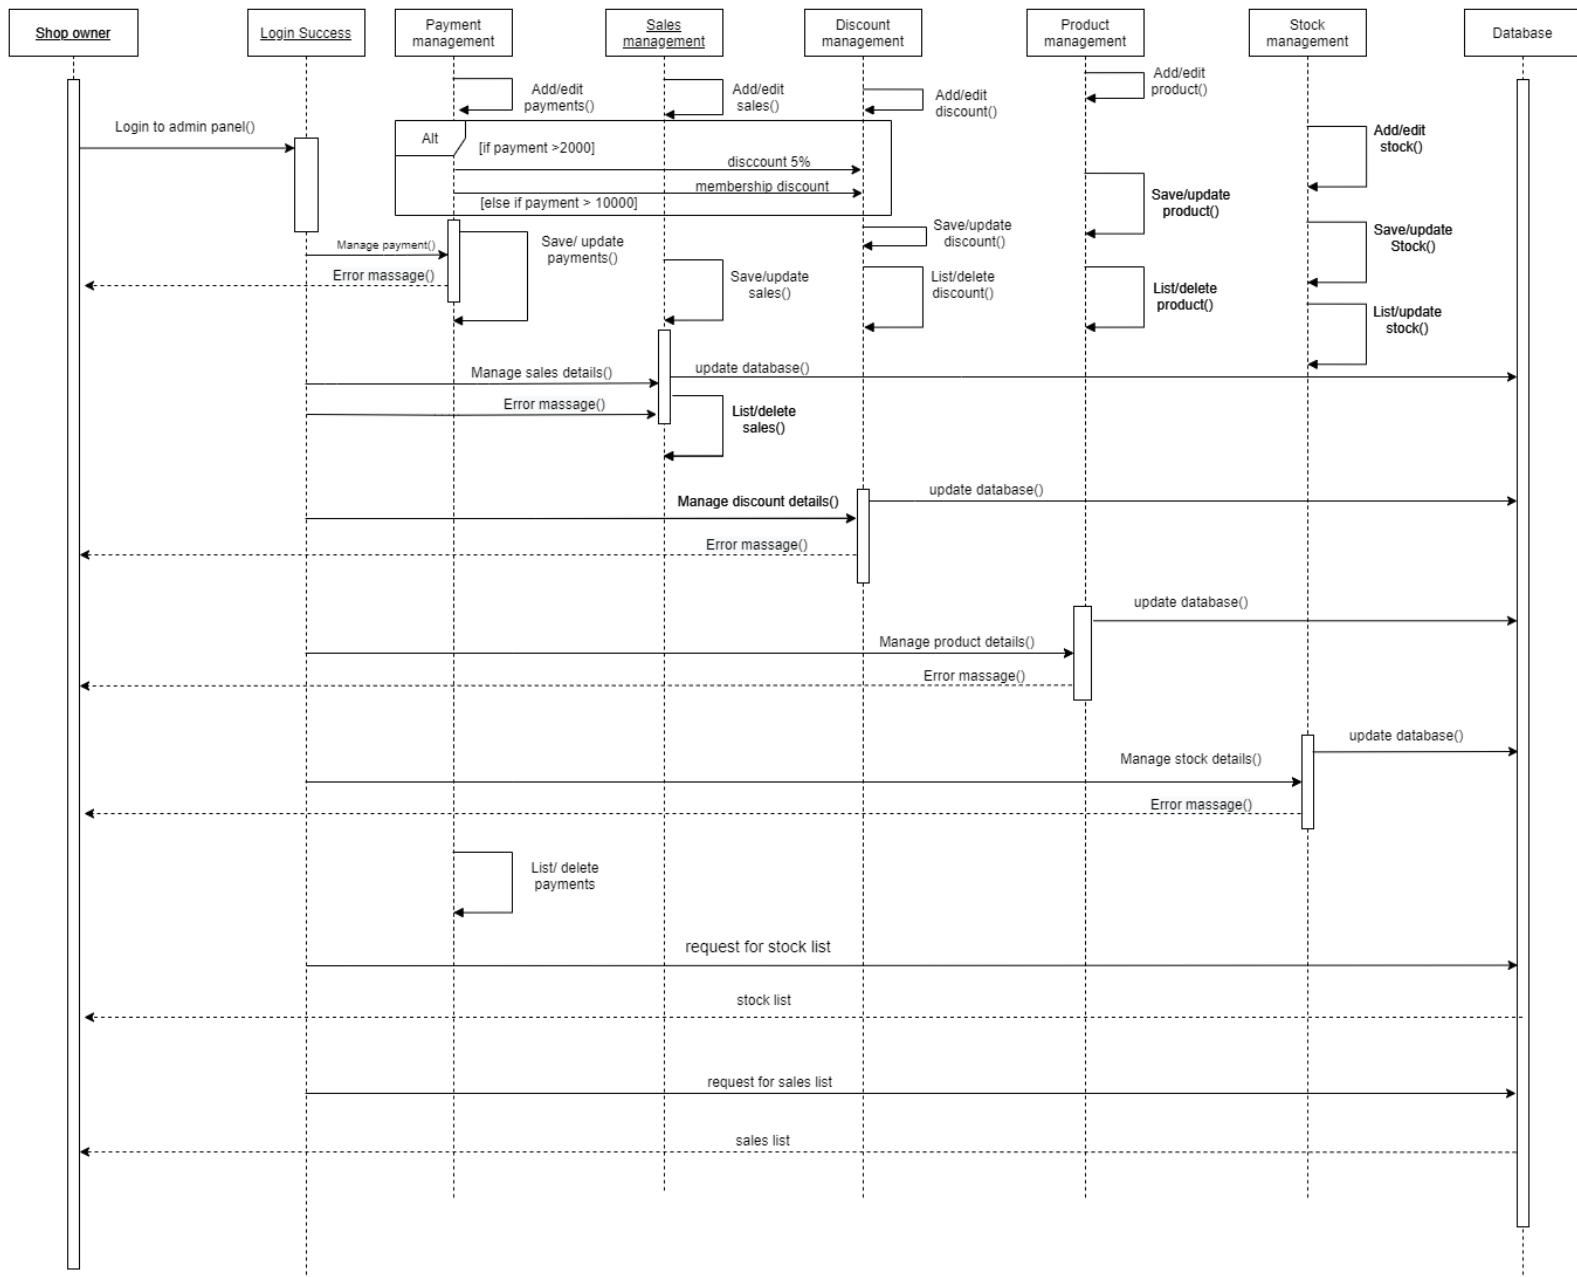 Shop owner
Login Success
Payment
management
Sales
management
Discount
management
Product
management
Stock
management
Database
Add/edit
payments()
Add/edit
sales()
Add/edit
discount()
Add/edit
product()
Login to admin panel()
Alt
[if payment >2000]
disccount 5%
membership discount
[else if payment > 10000]
Add/edit
stock()
Save/update
product()
Manage payment()
Error massage()
Save/ update
payments()
Save/update
discount()
Save/update
Stock()
Save/update
sales()
List/delete
discount()
List/delete
product()
List/update
stock()
Manage sales details()
update database()
Error massage()
List/delete
sales()
Manage discount details()
update database()
Error massage()
update database()
Manage product details()
Error massage()
update database()
Manage stock details()
Error massage()
List/ delete
payments
request for stock list
stock list
request for sales list
sales list